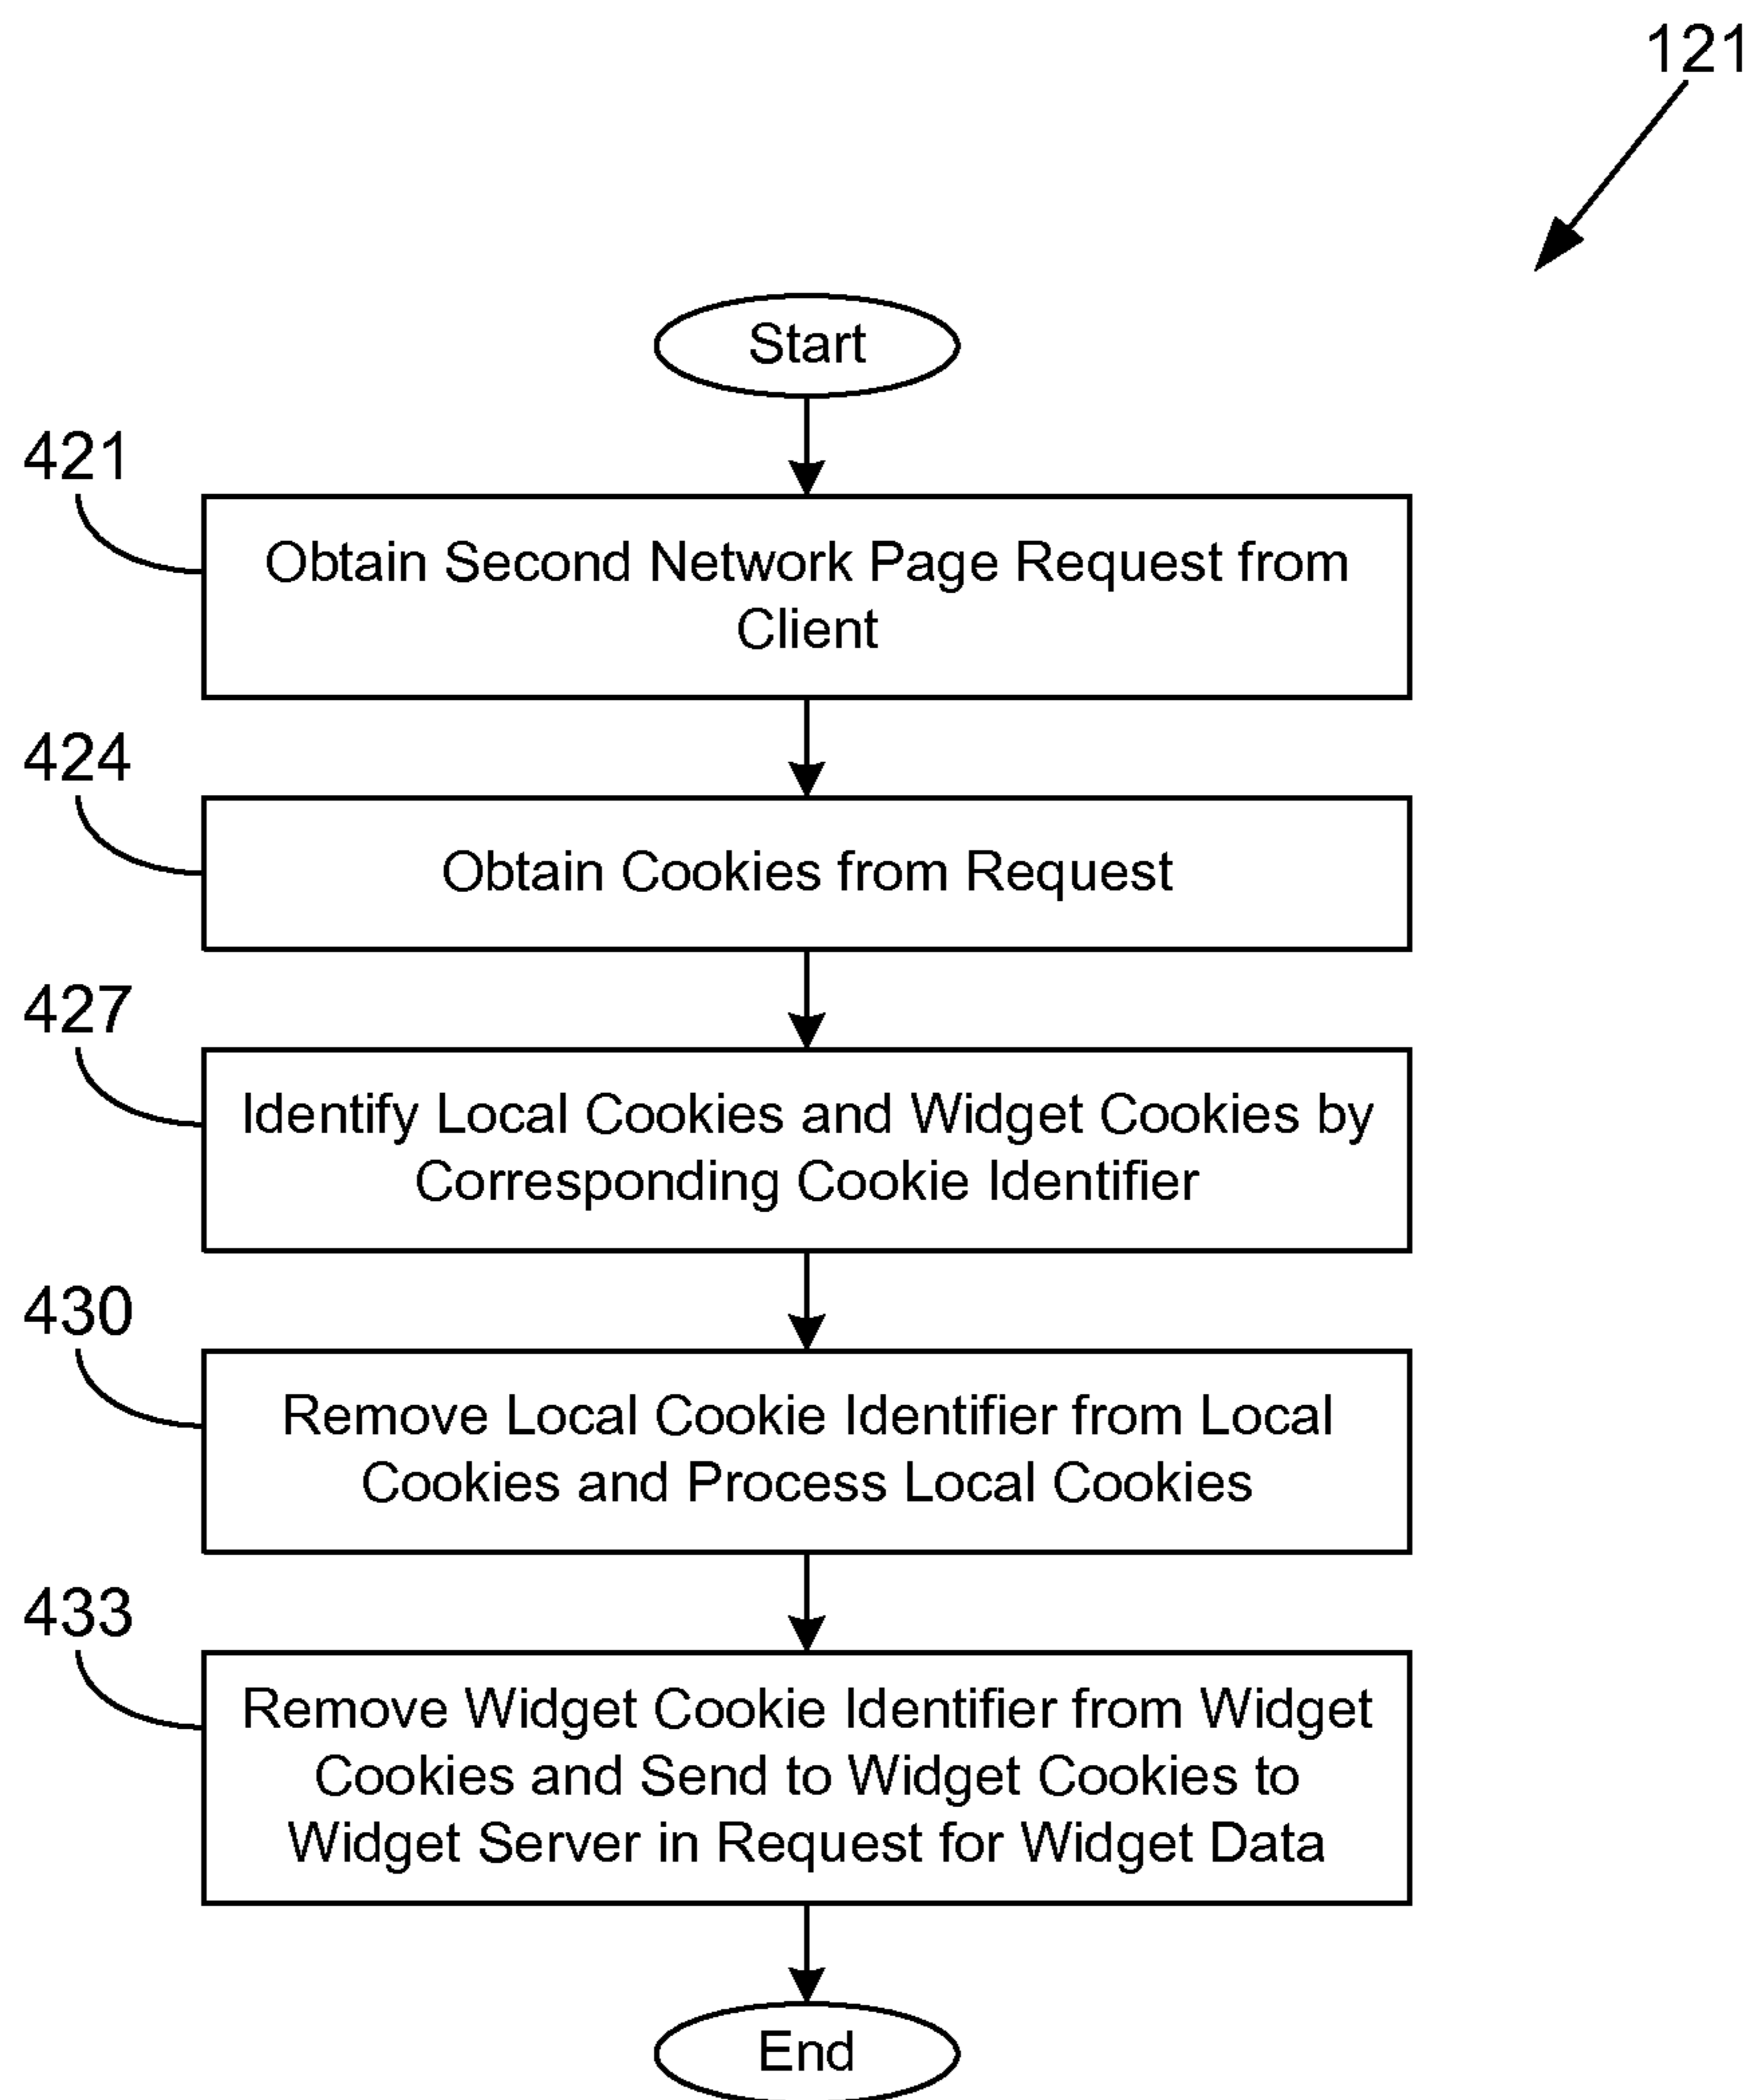 121
Start
421
Obtain Second Network Page Request from
Client
424
Obtain Cookies from Request
427
Identify Local Cookies and Widget Cookies by
Corresponding Cookie Identifier
430
Remove Local Cookie Identifier from Local
Cookies and Process Local Cookies
433
Remove Widget Cookie Identifier from Widget
Cookies and Send to Widget Cookies to
Widget Server in Request for Widget Data
End